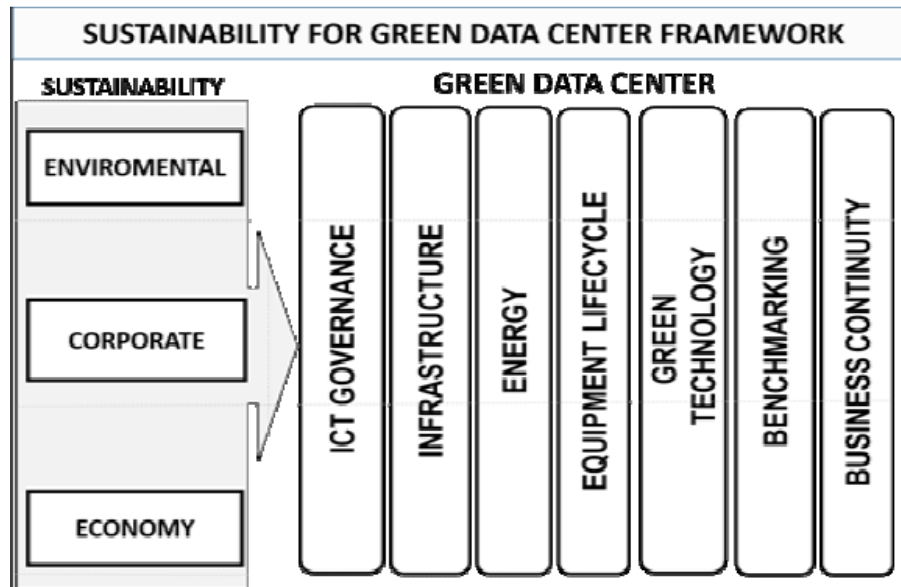 SUSTAINABILITY FOR GREEN DATA CENTER FRAMEWORK
SUSTAINABILITY
ENVIROMENTAL
CORPORATE
ECONOMY
GREEN DATA CENTER
ICT GOVERNANCE
INFRASTRUCTURE
ENERGY
EQUIPMENT LIFECYCLE
GREEN
TECHNOLOGY
BENCHMARKING
BUSINESS CONTINUITY